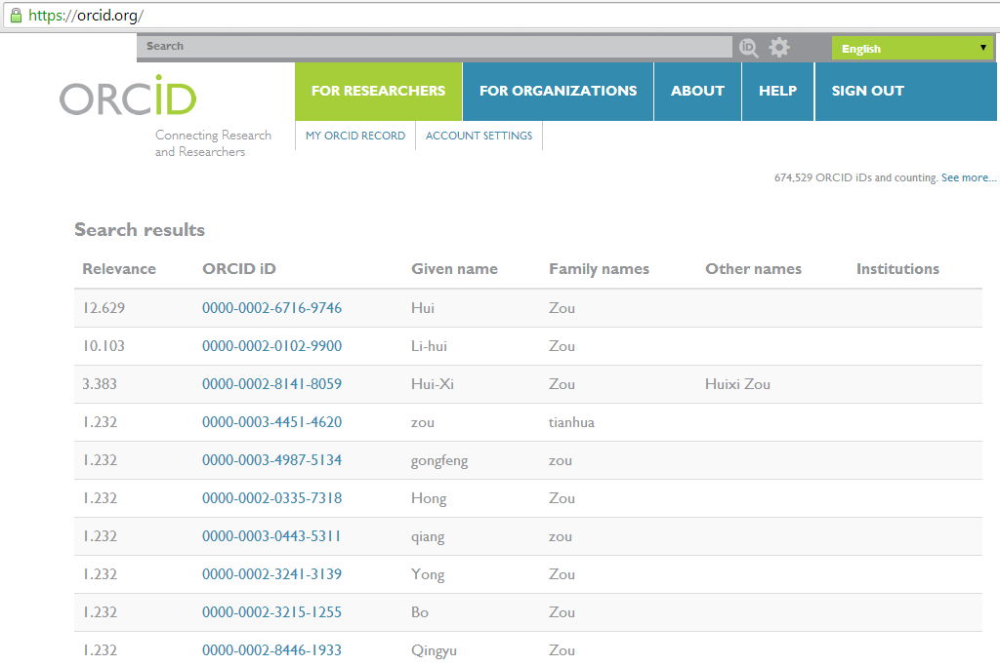 https://orcid.org/
Search
iD
English
ORCiD
FOR RESEARCHERS FOR ORGANIZATIONS ABOUT HELP SIGN OUT
Connecting Research
and Researchers
MY ORCID RECORD ACCOUNT SETTINGS
674,529 ORCID iDs and counting. See more...
Search results
Relevance ORCID iD Given name Family names Other names Institutions
12.629 0000-0002-6716-9746 Hui Zou
10.103 0000-0002-0102-9900 Li-hui Zou
3.383 0000-0002-8141-8059 Hui-Xi Zou Huixi Zou
1.232 0000-0003-4451-4620 zou tianhua
1.232 0000-0003-4987-5134 gongfeng zou
1.232 0000-0002-0335-7318 Hong Zou
1.232 0000-0003-0443-5311 qiang zou
1.232 0000-0002-3241-3139 Yong Zou
1.232 0000-0002-3215-1255 Bo Zou
1.232 0000-0002-8446-1933 Qingyu Zou